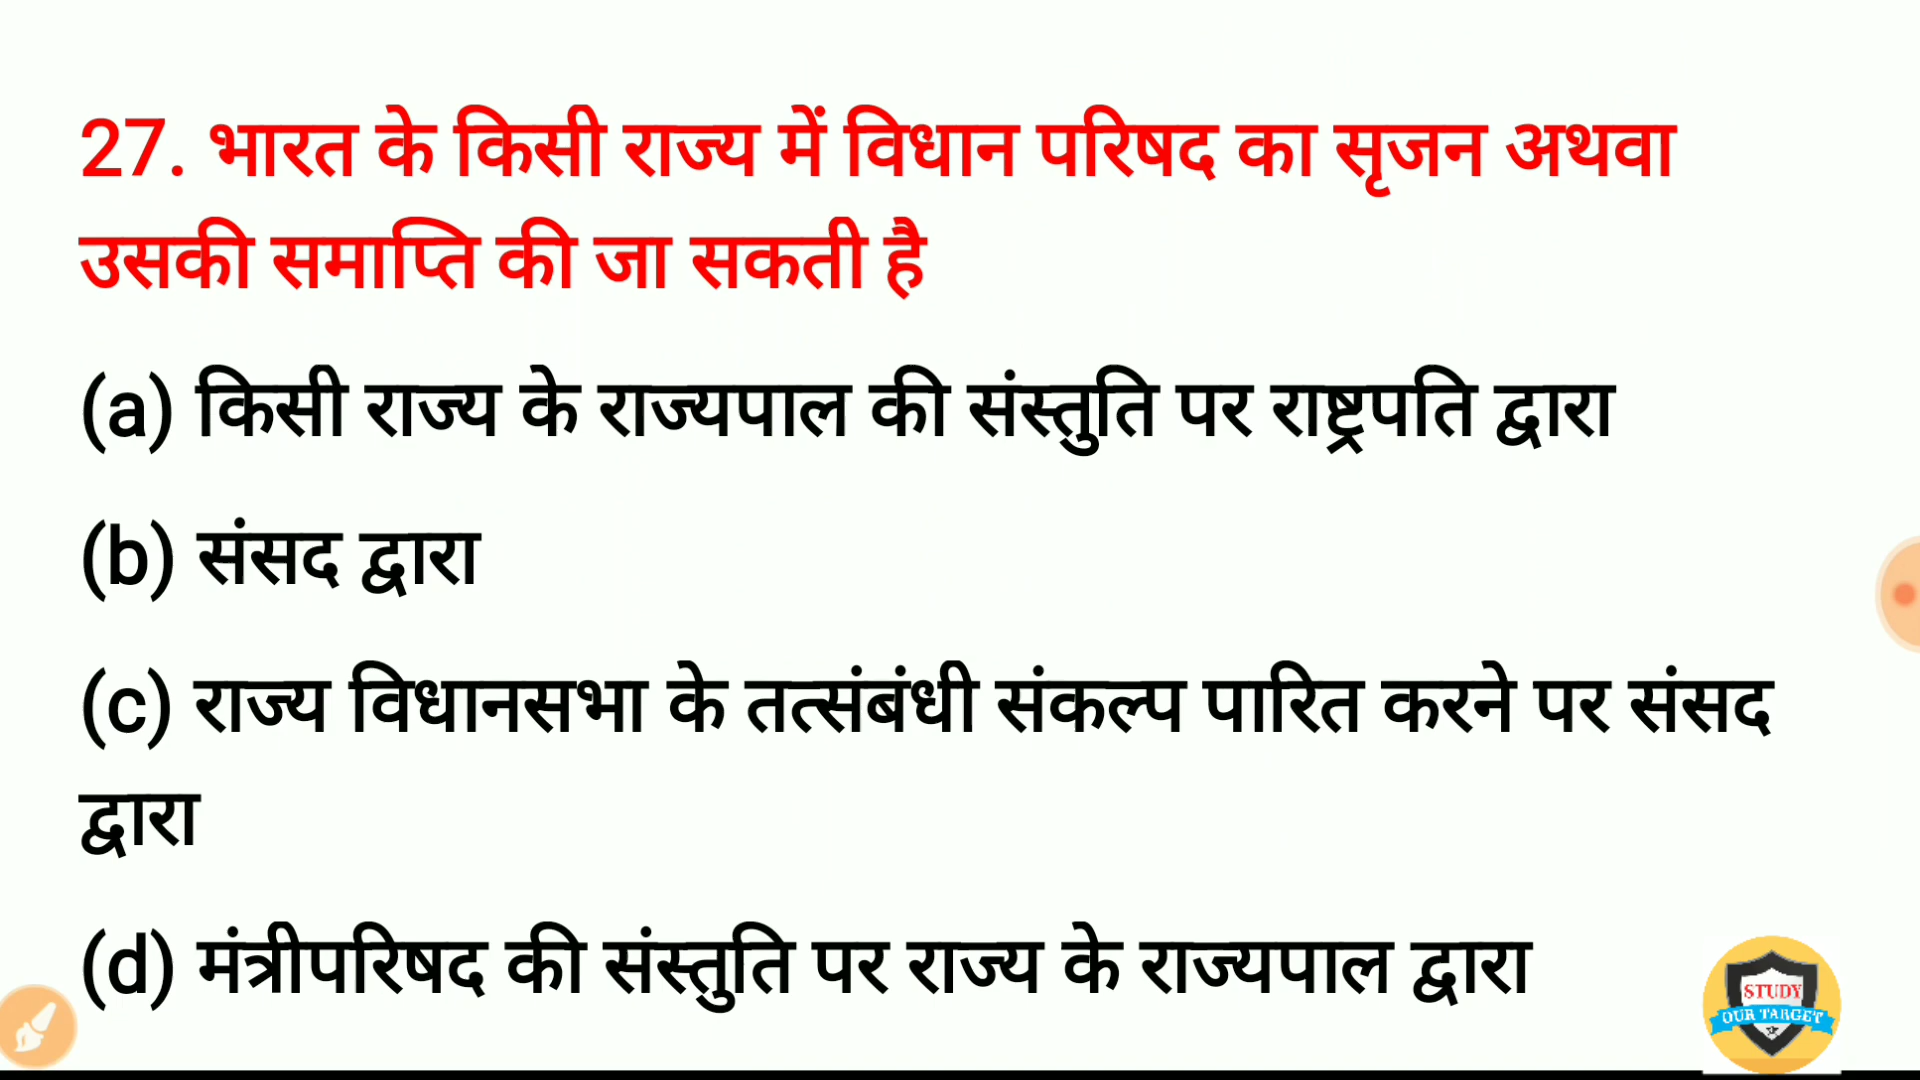 27. भारत के किसी राज्य में विधान परिषद का सृजन अथवा
उसकी समाप्ति की जा सकती है
(a) किसी राज्य के राज्यपाल की संस्तुति पर राष्ट्रपति द्वारा
(b) संसद द्वारा
(c) राज्य विधानसभा के तत्संबंधी संकल्प पारित करने पर संसद
द्वारा
(d) मंत्रीपरिषद की संस्तुति पर राज्य के राज्यपाल द्वारा
STUDY
OUR TARGET